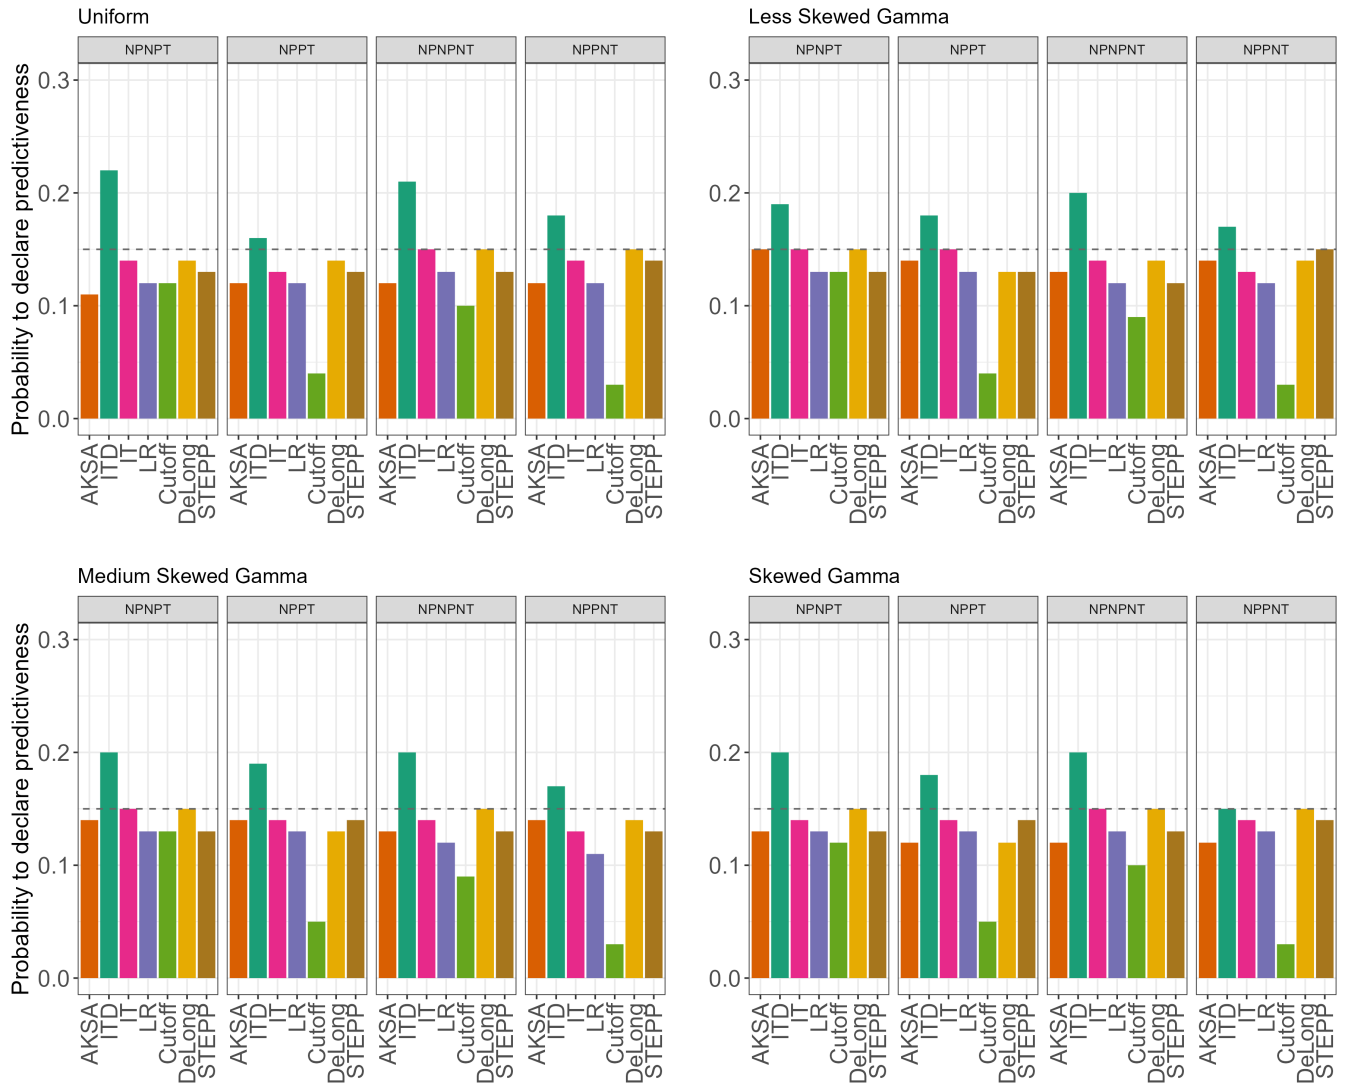 Uniform
NPNPT NPPT NPNPNT NPPNT
Probability to declare predictiveness
0.3
0.2
0.1
0.0
AKSA ITD IT LR Cutoff DeLong STEPP AKSA ITD IT LR Cutoff DeLong STEPP AKSA ITD IT LR Cutoff DeLong STEPP AKSA ITD IT LR Cutoff DeLong STEPP
Less Skewed Gamma
NPNPT NPPT NPNPNT NPPNT
0.3
0.2
0.1
0.0
AKSA ITD IT LR Cutoff DeLong STEPP AKSA ITD IT LR Cutoff DeLong STEPP AKSA ITD IT LR Cutoff DeLong STEPP AKSA ITD IT LR Cutoff DeLong STEPP
Medium Skewed Gamma
NPNPT NPPT NPNPNT NPPNT
Probability to declare predictiveness
0.3
0.2
0.1
0.0
AKSA ITD IT LR Cutoff DeLong STEPP AKSA ITD IT LR Cutoff DeLong STEPP AKSA ITD IT LR Cutoff DeLong STEPP AKSA ITD IT LR Cutoff DeLong STEPP
Skewed Gamma
NPNPT NPPT NPNPNT NPPNT
0.3
0.2
0.1
0.0
AKSA ITD IT LR Cutoff DeLong STEPP AKSA ITD IT LR Cutoff DeLong STEPP AKSA ITD IT LR Cutoff DeLong STEPP AKSA ITD IT LR Cutoff DeLong STEPP